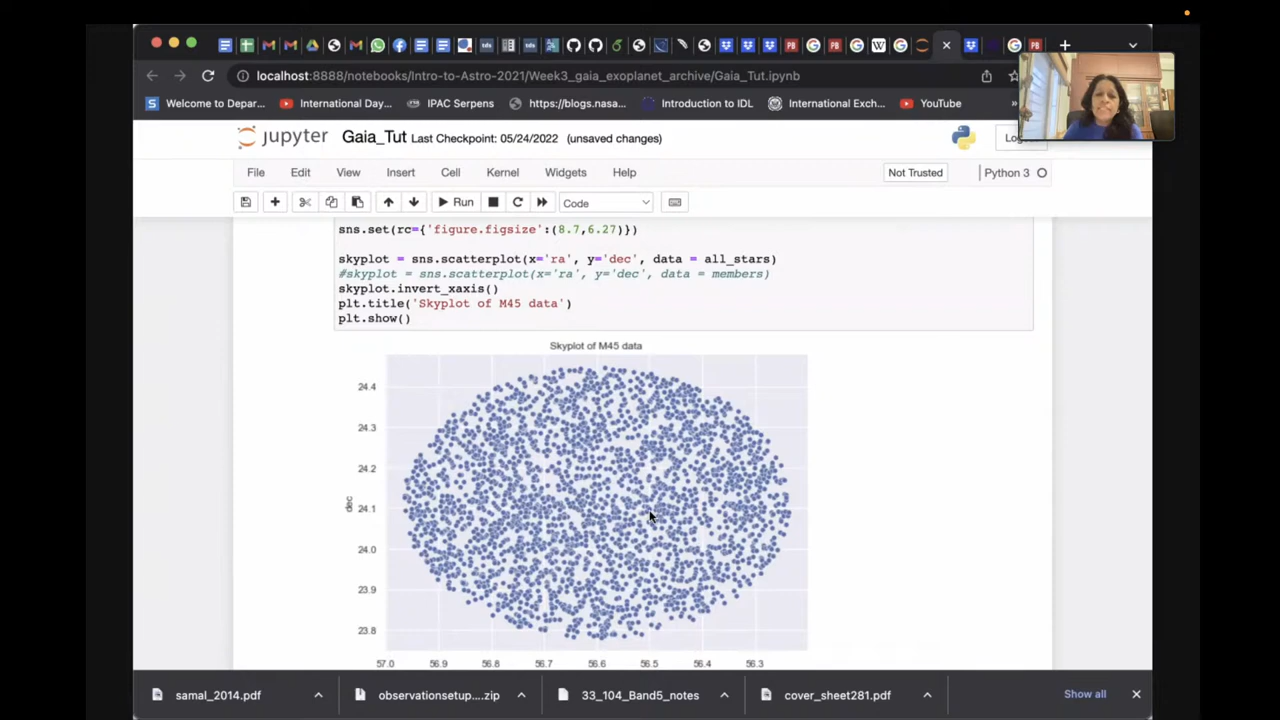 localhost:8888/notebooks/Intro-to-Astro-2021/Week3_gaia_exoplanet_archive/Gaia_Tut.ipynb
Welcome to Depar... International Day... IPAC Serpens https://blogs.nasa... Introduction to IDL International Exch... YouTube »
jupyter Gaia_Tut Last Checkpoint: 05/24/2022 (unsaved changes)
File Edit View Insert Cell Kernel Widgets Help Not Trusted Python 3
Run Code
sns.set(rc={'figure.figsize':(8.7,6.27)})
skyplot = sns.scatterplot(x='ra', y='dec', data = all_stars)
#skyplot = sns.scatterplot(x='ra', y='dec', data = members)
skyplot.invert_xaxis()
plt.title('Skyplot of M45 data')
plt.show()
Skyplot of M45 data
24.4
24.3
24.2
24.1
dec
24.0
23.9
23.8
57.0 56.9 56.8 56.7 56.6 56.5 56.4 56.3
samal_2014.pdf observationsetup....zip 33_104_Band5_notes cover_sheet281.pdf Show all